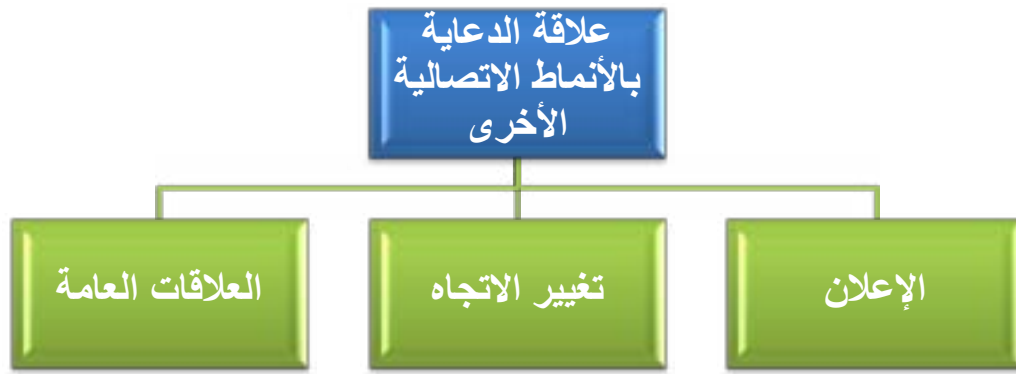 علاقة الدعاية
بالأنماط الاتصالية
الأخرى
الإعلان
تغيير الاتجاه
العلاقات العامة